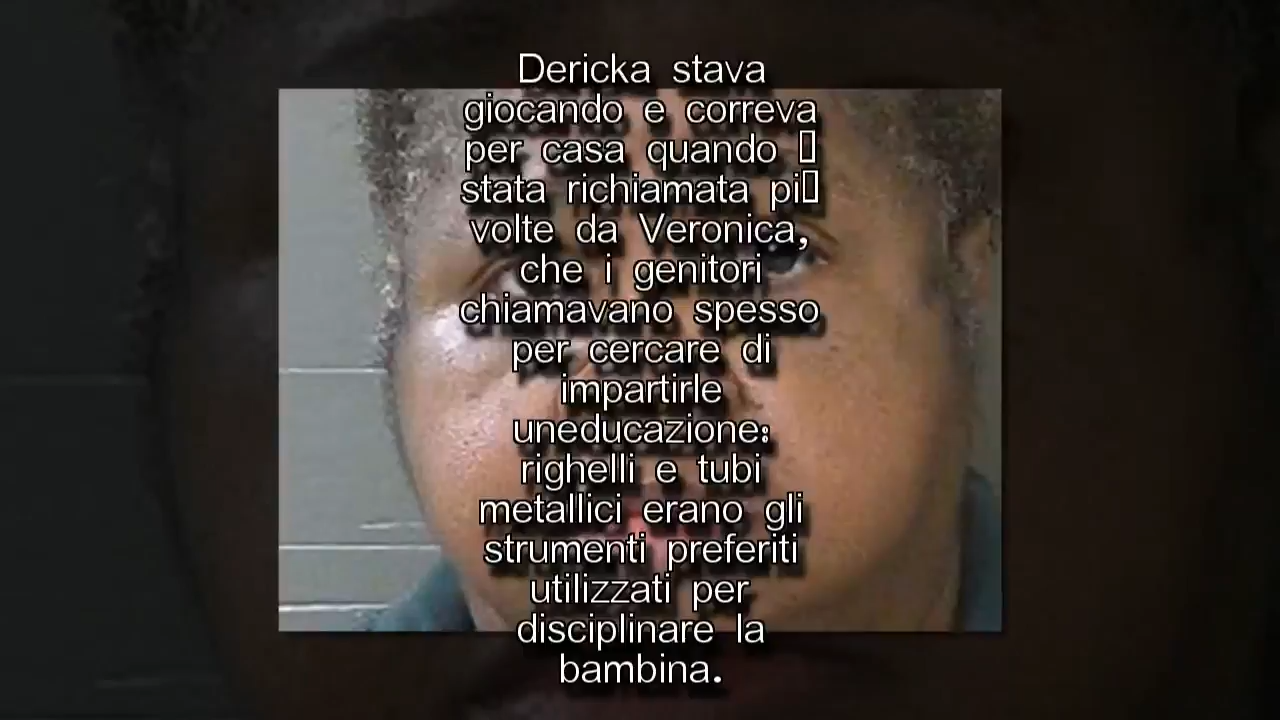 Dericka stava
giocando e correva
per casa quando ▯
stata richiamata pi▯
volte da Veronica,
che i genitori
chiamavano spesso
per cercare di
impartirle
uneducazione:
righelli e tubi
metallici erano gli
strumenti preferiti
utilizzati per
disciplinare la
bambina.